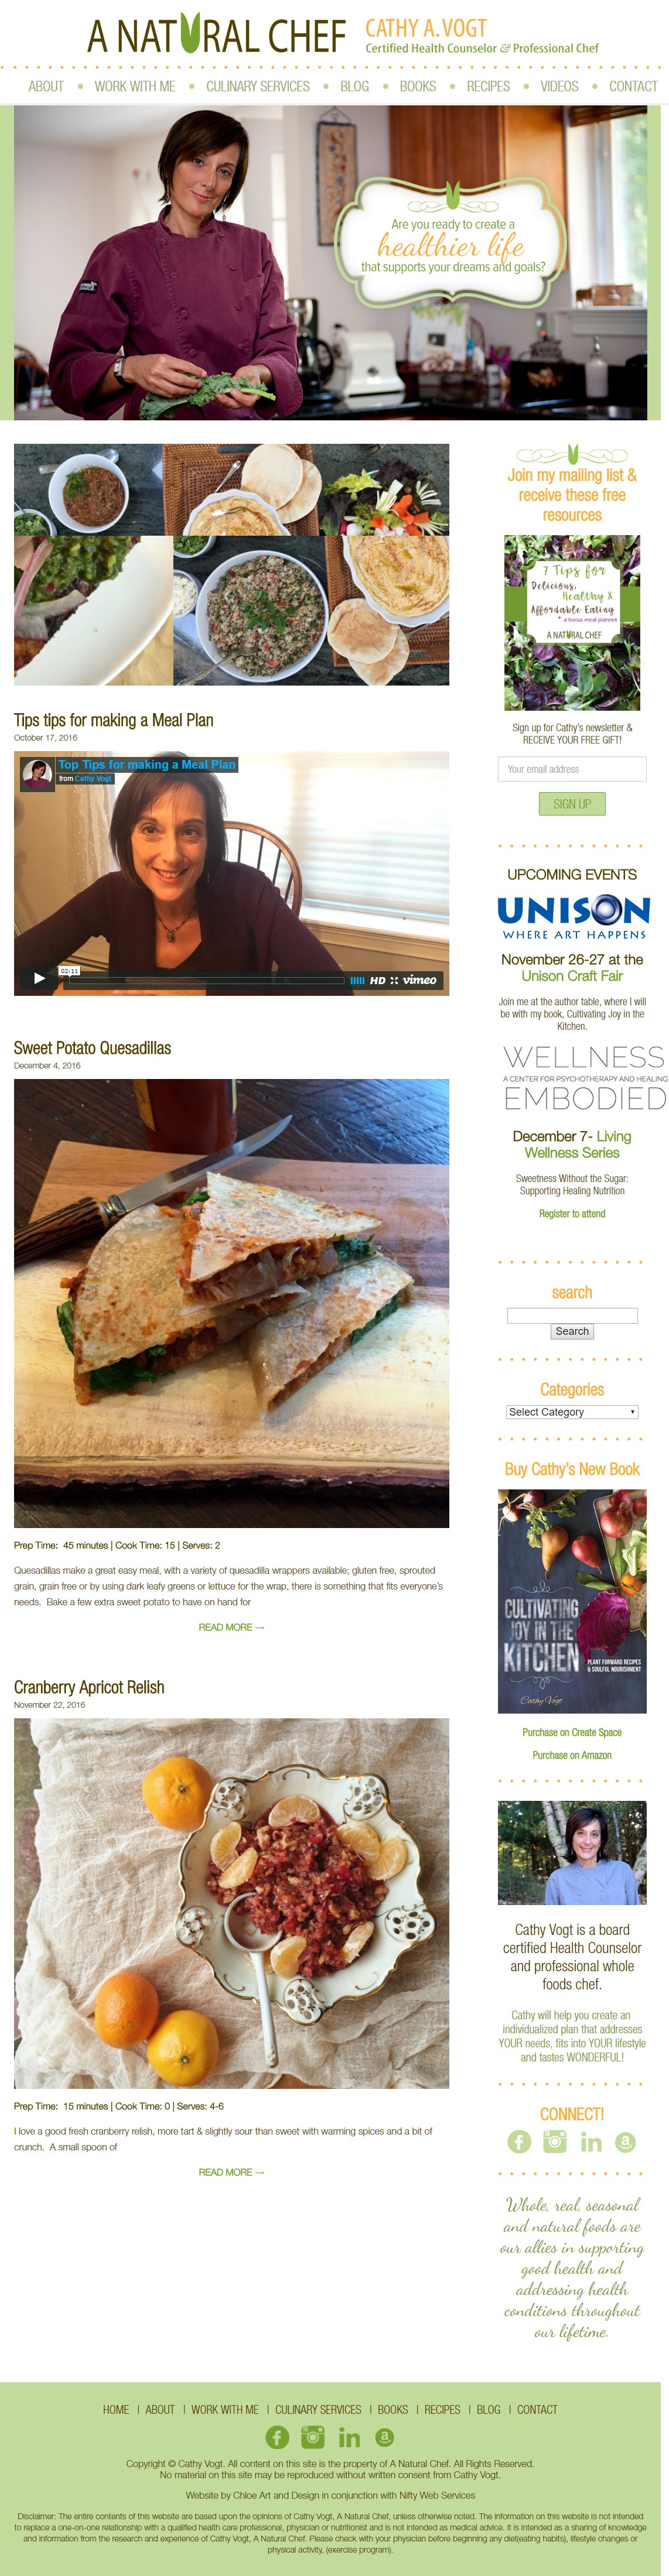 A NATURAL CHEF
CATHY A. VOGT
Certified Health Counselor & Professional Chef
ABOUT • WORK WITH ME • CULINARY SERVICES • BLOG • BOOKS • RECIPES • VIDEOS • CONTACT
Are you ready to create a
healthier life
that supports your dreams and goals?
Tips tips for making a Meal Plan
October 17, 2016
Top Tips for making a Meal Plan
from Cathy Vogt
02:11
HD vimeo
Sweet Potato Quesadillas
December 4, 2016
Prep Time:  45 minutes | Cook Time: 15 | Serves: 2
Quesadillas make a great easy meal, with a variety of quesadilla wrappers available; gluten free, sprouted
grain, grain free or by using dark leafy greens or lettuce for the wrap, there is something that fits everyone's
needs.  Bake a few extra sweet potato to have on hand for
READ MORE →
Cranberry Apricot Relish
November 22, 2016
Prep Time:  15 minutes | Cook Time: 0 | Serves: 4-6
I love a good fresh cranberry relish, more tart & slightly sour than sweet with warming spices and a bit of
crunch.  A small spoon of
READ MORE →
Join my mailing list &
receive these free
resources
7 Tips for
Delicious,
Healthy &
Affordable Eating
* a bonus meal planner
A NATURAL CHEF
Sign up for Cathy's newsletter &
RECEIVE YOUR FREE GIFT!
Your email address
SIGN UP
UPCOMING EVENTS
UNISON
WHERE ART HAPPENS
November 26-27 at the
Unison Craft Fair
Join me at the author table, where I will
be with my book, Cultivating Joy in the
Kitchen.
WELLNESS
A CENTER FOR PSYCHOTHERAPY AND HEALING
EMBODIED
December 7- Living
Wellness Series
Sweetness Without the Sugar:
Supporting Healing Nutrition
Register to attend
search
Search
Categories
Select Category
Buy Cathy's New Book
CULTIVATING
JOY IN THE
KITCHEN
PLANT FORWARD RECIPES
& SOULFUL NOURISHMENT
Cathy Vogt
Purchase on Create Space
Purchase on Amazon
Cathy Vogt is a board
certified Health Counselor
and professional whole
foods chef.
Cathy will help you create an
individualized plan that addresses
YOUR needs, fits into YOUR lifestyle
and tastes WONDERFUL!
CONNECT!
Whole, real, seasonal
and natural foods are
our allies in supporting
good health and
addressing health
conditions throughout
our lifetime.
HOME | ABOUT | WORK WITH ME | CULINARY SERVICES | BOOKS | RECIPES | BLOG | CONTACT
Copyright © Cathy Vogt. All content on this site is the property of A Natural Chef. All Rights Reserved.
No material on this site may be reproduced without written consent from Cathy Vogt.
Website by Chloe Art and Design in conjunction with Nifty Web Services
Disclaimer: The entire contents of this website are based upon the opinions of Cathy Vogt, A Natural Chef, unless otherwise noted. The information on this website is not intended
to replace a one-on-one relationship with a qualified health care professional, physician or nutritionist and is not intended as medical advice. It is intended as a sharing of knowledge
and information from the research and experience of Cathy Vogt, A Natural Chef. Please check with your physician before beginning any diet(eating habits), lifestyle changes or
physical activity, (exercise program).